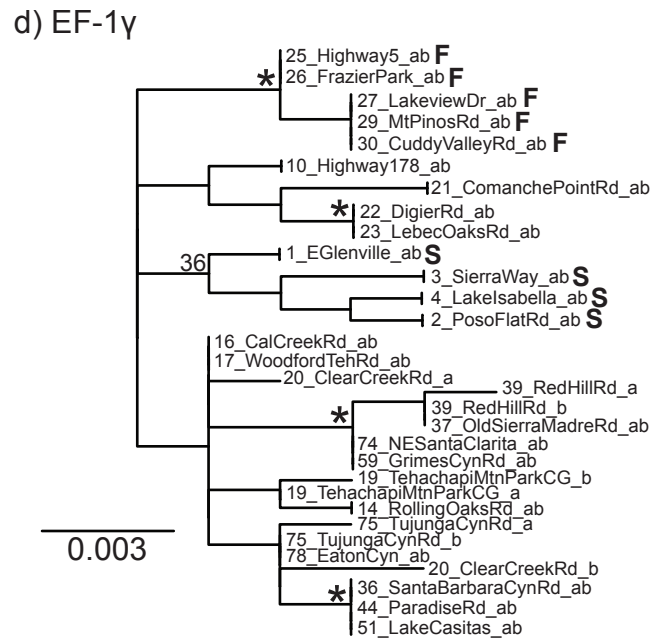 d) EF-1γ
25_Highway5_ab F
* 26_FrazierPark_ab F
27_LakeviewDr_ab F
29_MtPinosRd_ab F
30_CuddyValleyRd_ab F
10_Highway178_ab
21_ComanchePointRd_ab
* 22_DigierRd_ab
23_LebecOaksRd_ab
36 1_EGlenville_ab S
3_SierraWay_ab S
4_LakeIsabella_ab S
2_PosoFlatRd_ab S
16_CalCreekRd_ab
17_WoodfordTehRd_ab
20_ClearCreekRd_a
39_RedHillRd_a
* 39_RedHillRd_b
37_OldSierraMadreRd_ab
74_NESantaClarita_ab
59_GrimesCynRd_ab
19_TehachapiMtnParkCG_b
19_TehachapiMtnParkCG_a
14_RollingOaksRd_ab
75_TujungaCynRd_a
75_TujungaCynRd_b
78_EatonCyn_ab
20_ClearCreekRd_b
* 36_SantaBarbaraCynRd_ab
44_ParadiseRd_ab
51_LakeCasitas_ab
0.003